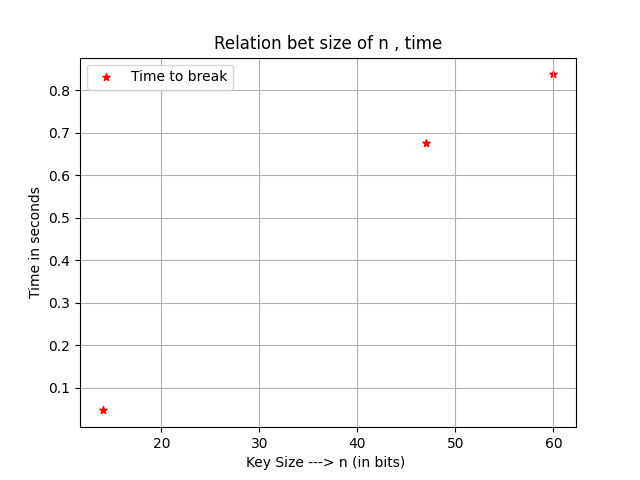 Relation bet size of n , time
Time to break
Time in seconds
0.8
0.7
0.6
0.5
0.4
0.3
0.2
0.1
20 30 40 50 60
Key Size ---> n (in bits)